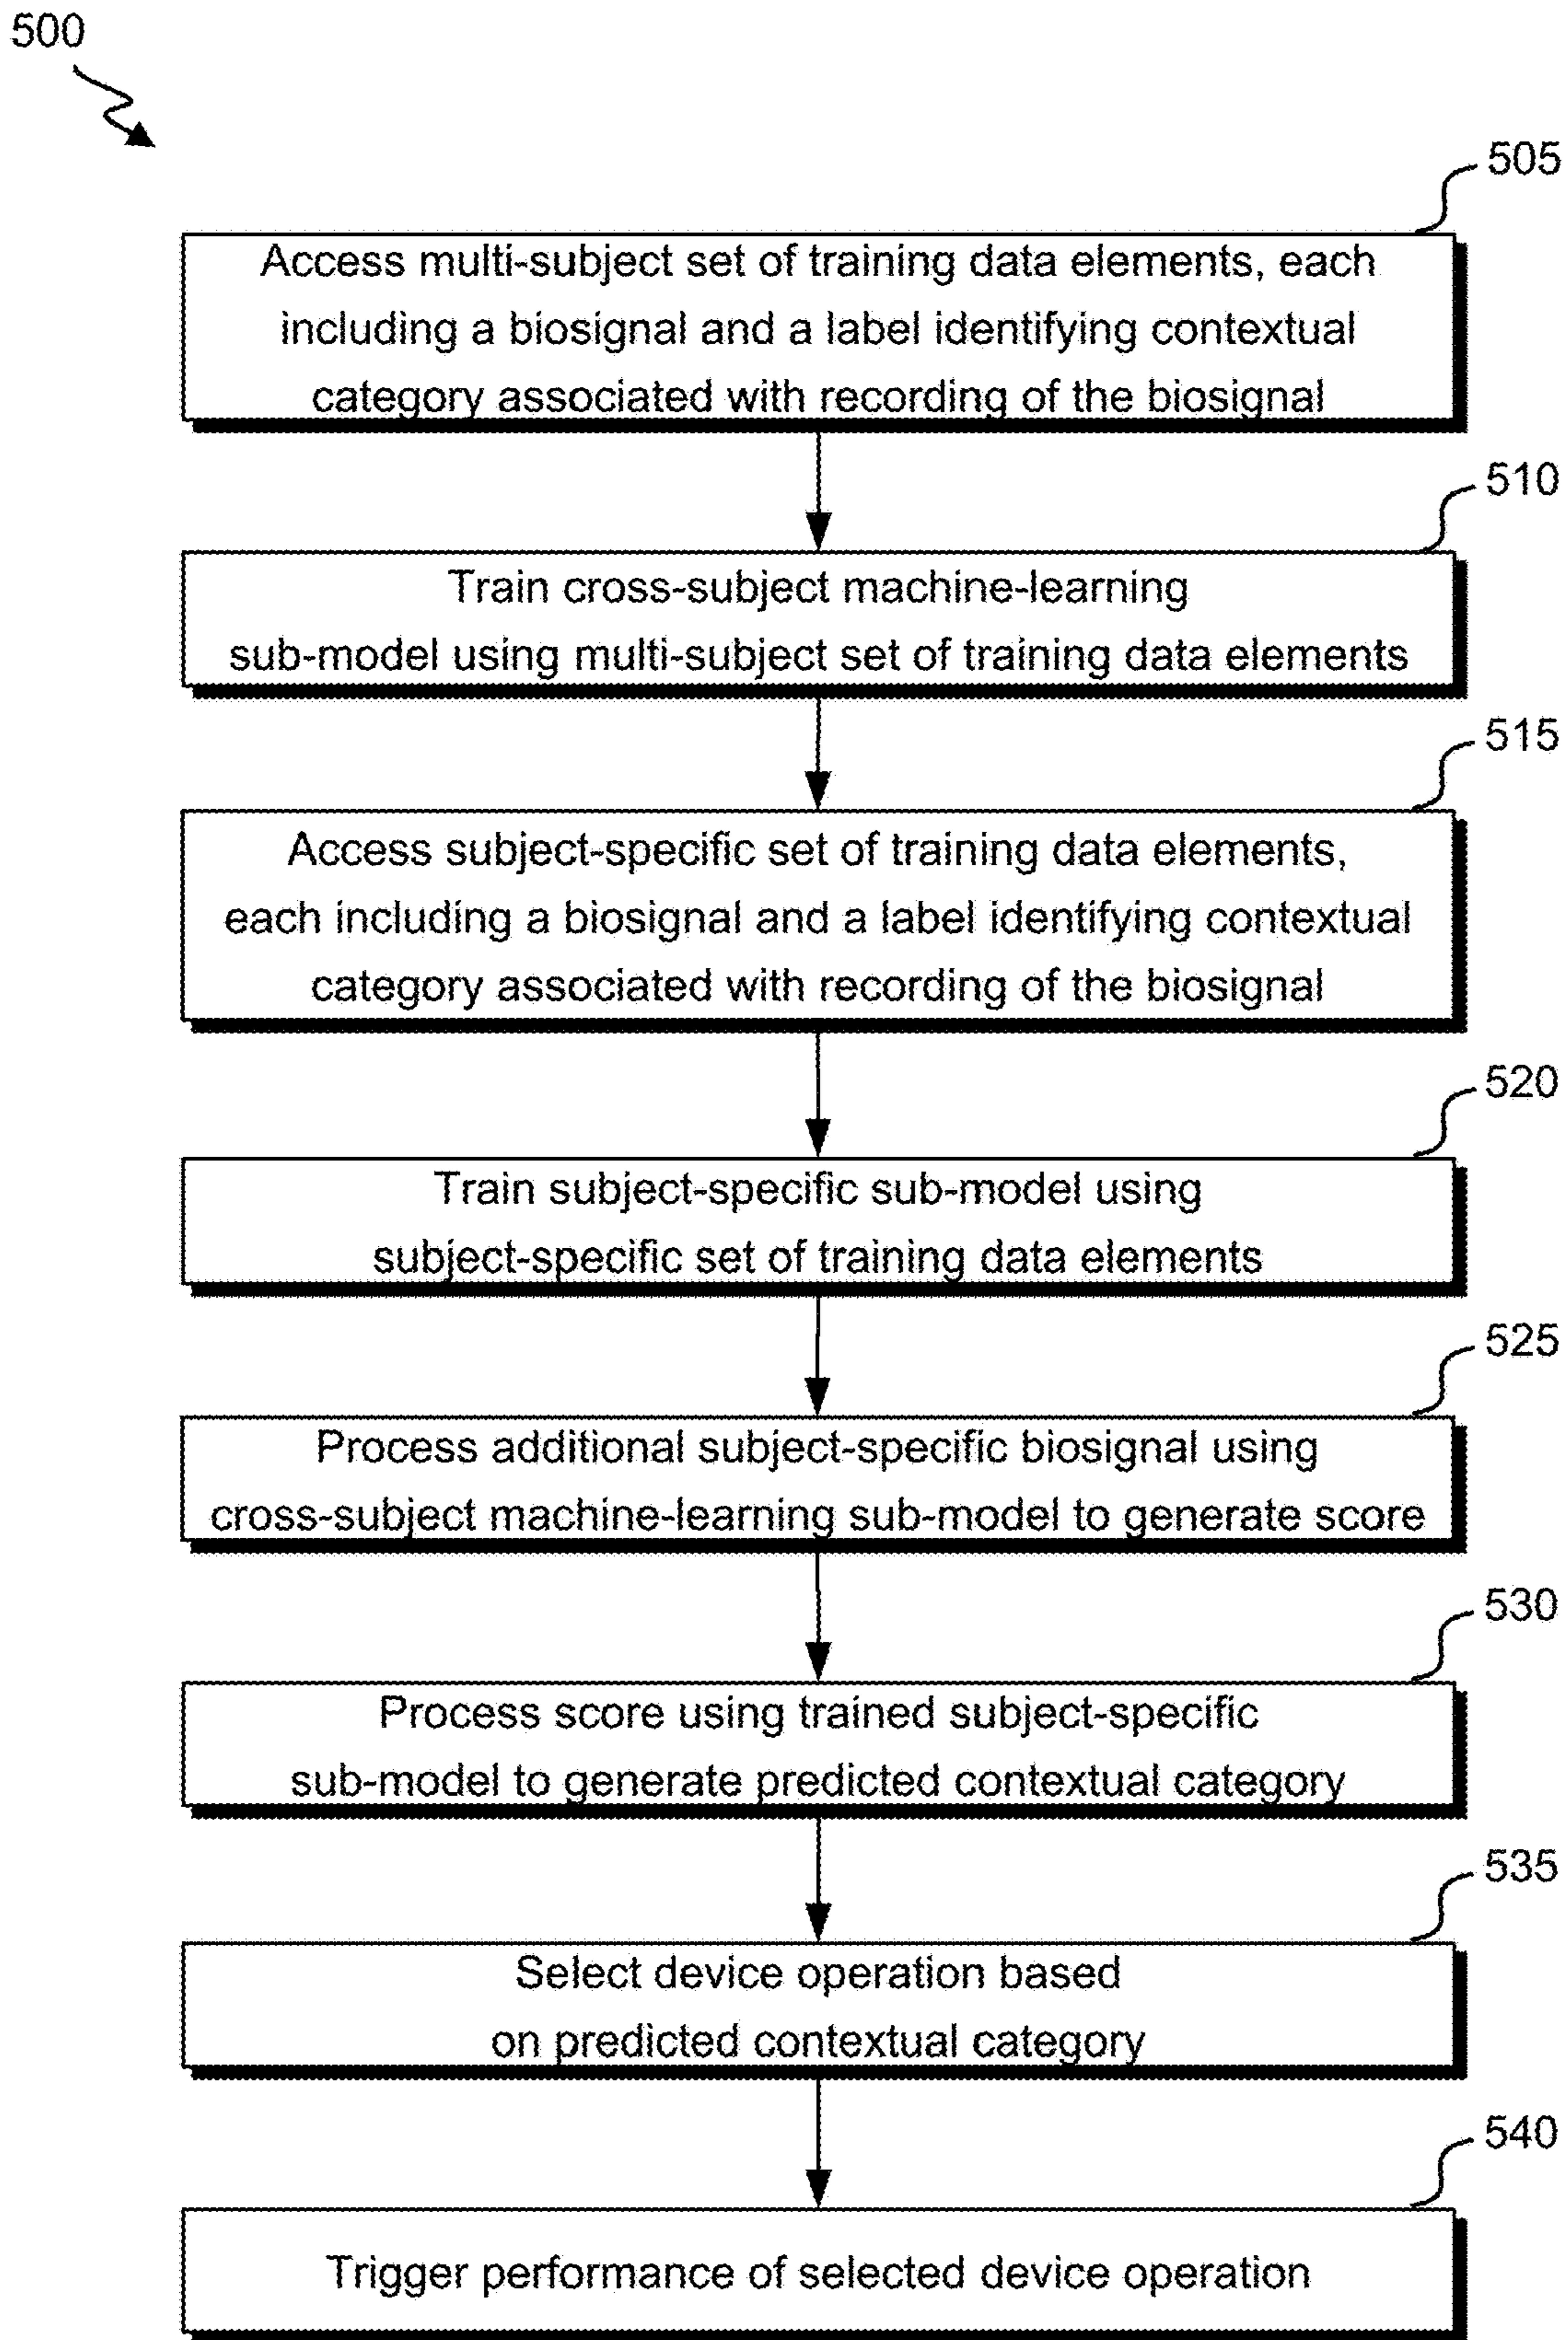 500
505
Access multi-subject set of training data elements, each
including a biosignal and a label identifying contextual
category associated with recording of the biosignal
510
Train cross-subject machine-learning
sub-model using multi-subject set of training data elements
515
Access subject-specific set of training data elements,
each including a biosignal and a label identifying contextual
category associated with recording of the biosignal
520
Train subject-specific sub-model using
subject-specific set of training data elements
525
Process additional subject-specific biosignal using
cross-subject machine-learning sub-model to generate score
530
Process score using trained subject-specific
sub-model to generate predicted contextual category
535
Select device operation based
on predicted contextual category
540
Trigger performance of selected device operation